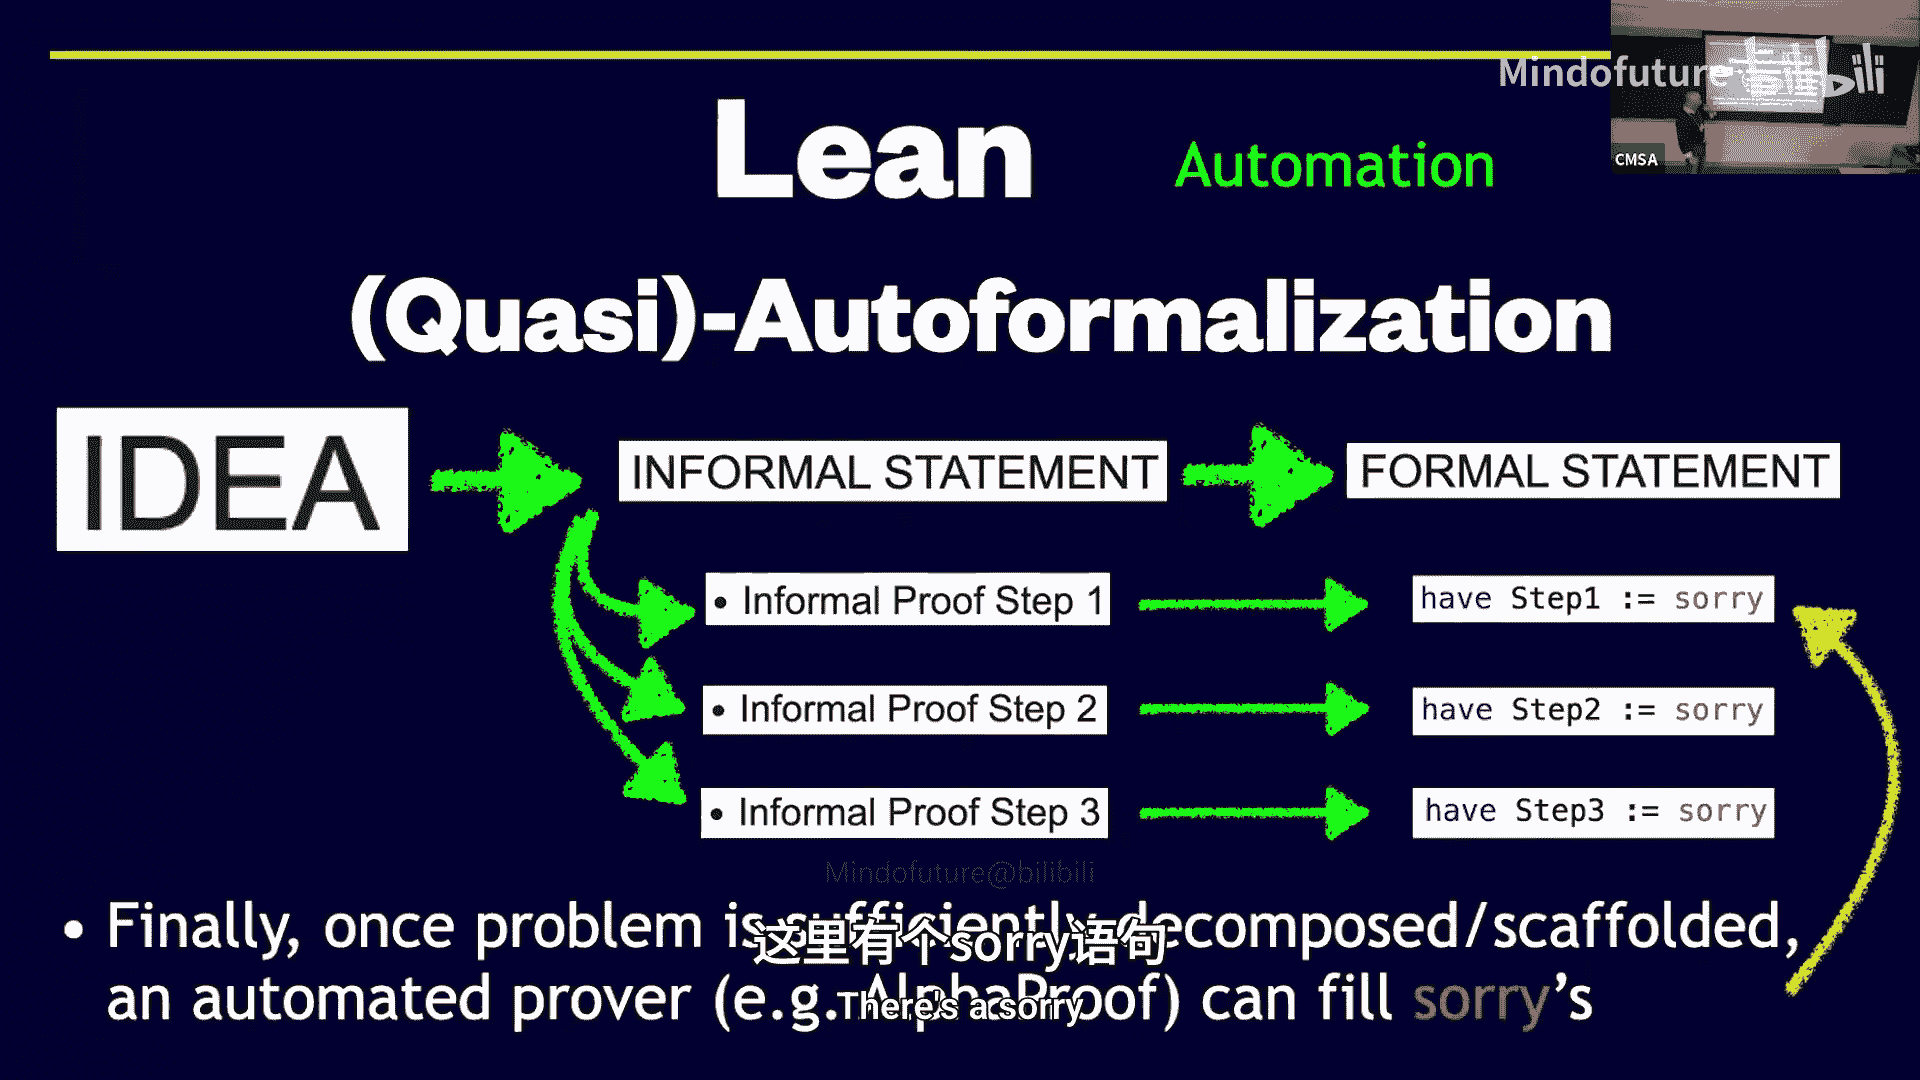 Mindofuture bilibili
CMSA
Lean
Automation
(Quasi)-Autoformalization
IDEA
INFORMAL STATEMENT
FORMAL STATEMENT
• Informal Proof Step 1
have Step1 := sorry
• Informal Proof Step 2
have Step2 := sorry
• Informal Proof Step 3
have Step3 := sorry
Mindofuture@bilibili
• Finally, once problem is sufficiently decomposed/scaffolded,
这里有个sorry语句
an automated prover (e.g. AlphaProof) can fill sorry’s
There's a sorry